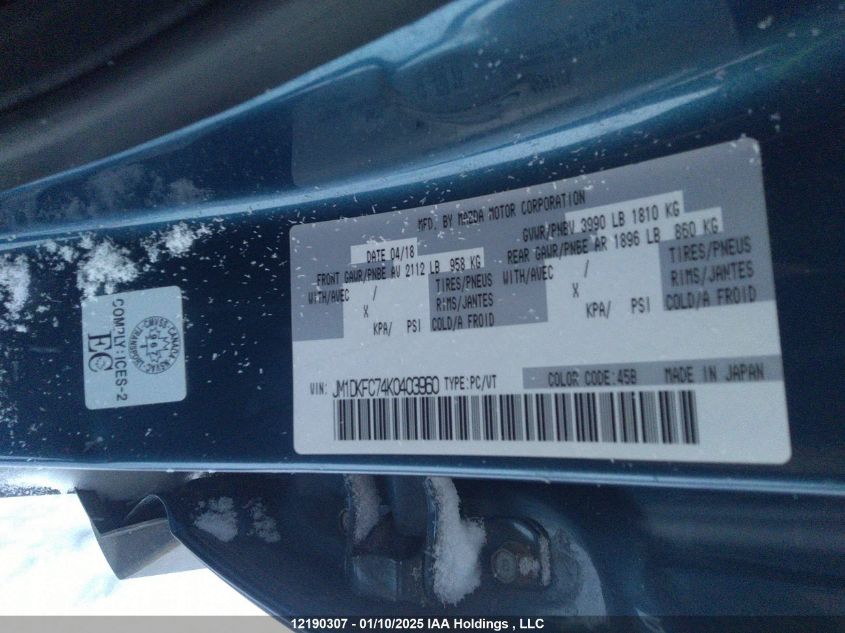 MFD. BY MAZDA MOTOR CORPORATION
DATE 04/18
GVWR/PNBV 3990 LB 1810 KG
FRONT GAWR/PNBE AV 2112 LB 958 KG
REAR GAWR/PNBE AR 1896 LB 860 KG
WITH/AVEC / TIRES/PNEUS
WITH/AVEC / TIRES/PNEUS
X RIMS/JANTES
X RIMS/JANTES
KPA/ PSI COLD/A FROID
KPA/ PSI COLD/A FROID
VIN: JM1DKFC74K0403960 TYPE:PC/VT
COLOR CODE:45B MADE IN JAPAN
COMPLY:ICES-2
EC
12190307 - 01/10/2025 IAA Holdings , LLC